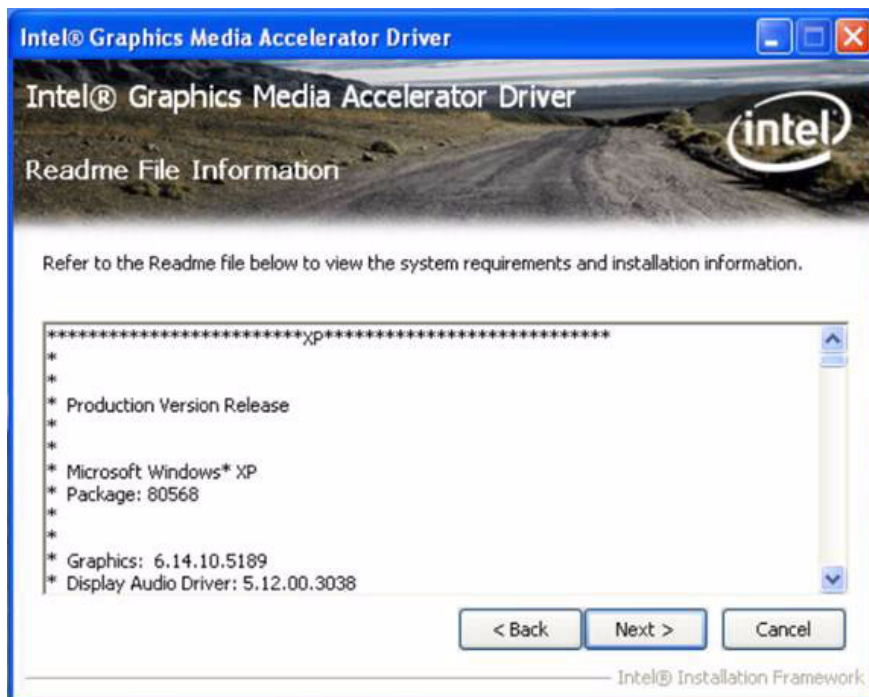 Intel® Graphics Media Accelerator Driver
Intel® Graphics Media Accelerator Driver
intel
Readme File Information
Refer to the Readme file below to view the system requirements and installation information.
*************************XP****************************
*
*
* Production Version Release
*
*
* Microsoft Windows* XP
* Package: 80568
*
*
* Graphics:  6.14.10.5189
* Display Audio Driver: 5.12.00.3038
< Back
Next >
Cancel
Intel® Installation Framework